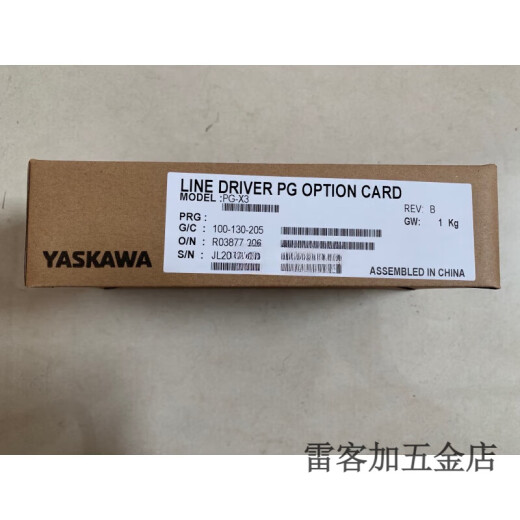 LINE DRIVER PG OPTION CARD
MODEL :PG-X3
REV: B
PRG :
GW: 1 Kg
G/C : 100-130-205
O/N : R03877
S/N :
YASKAWA
ASSEMBLED IN CHINA
雷客加五金店